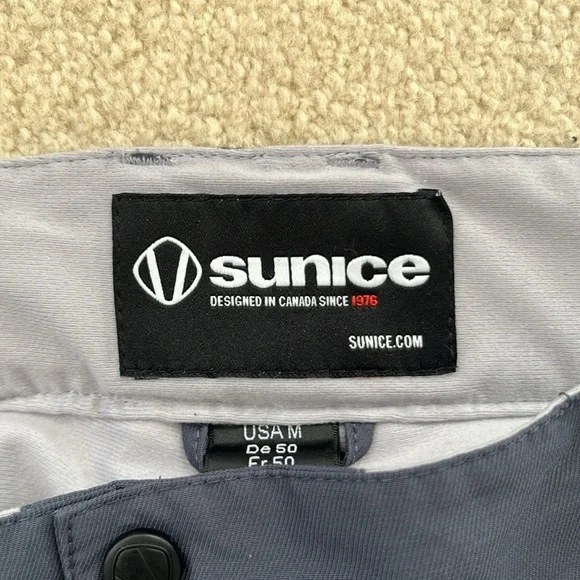 sunice
DESIGNED IN CANADA SINCE 1976
SUNICE.COM
USA M
De 50
Fr 50